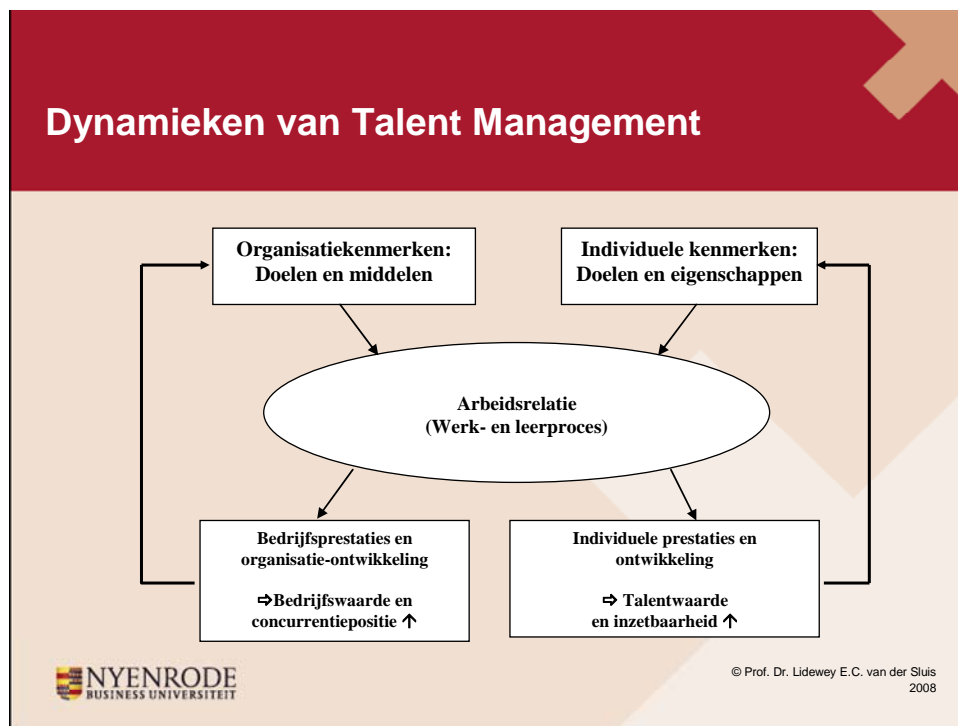 Dynamieken van Talent Management
Organisatiekenmerken:
Doelen en middelen
Individuele kenmerken:
Doelen en eigenschappen
Arbeidsrelatie
(Werk- en leerproces)
Bedrijfsprestaties en
organisatie-ontwikkeling
⇨Bedrijfswaarde en
concurrentiepositie ↑
Individuele prestaties en
ontwikkeling
⇨ Talentwaarde
en inzetbaarheid ↑
NYENRODE
BUSINESS UNIVERSITEIT
© Prof. Dr. Lidewey E.C. van der Sluis
2008